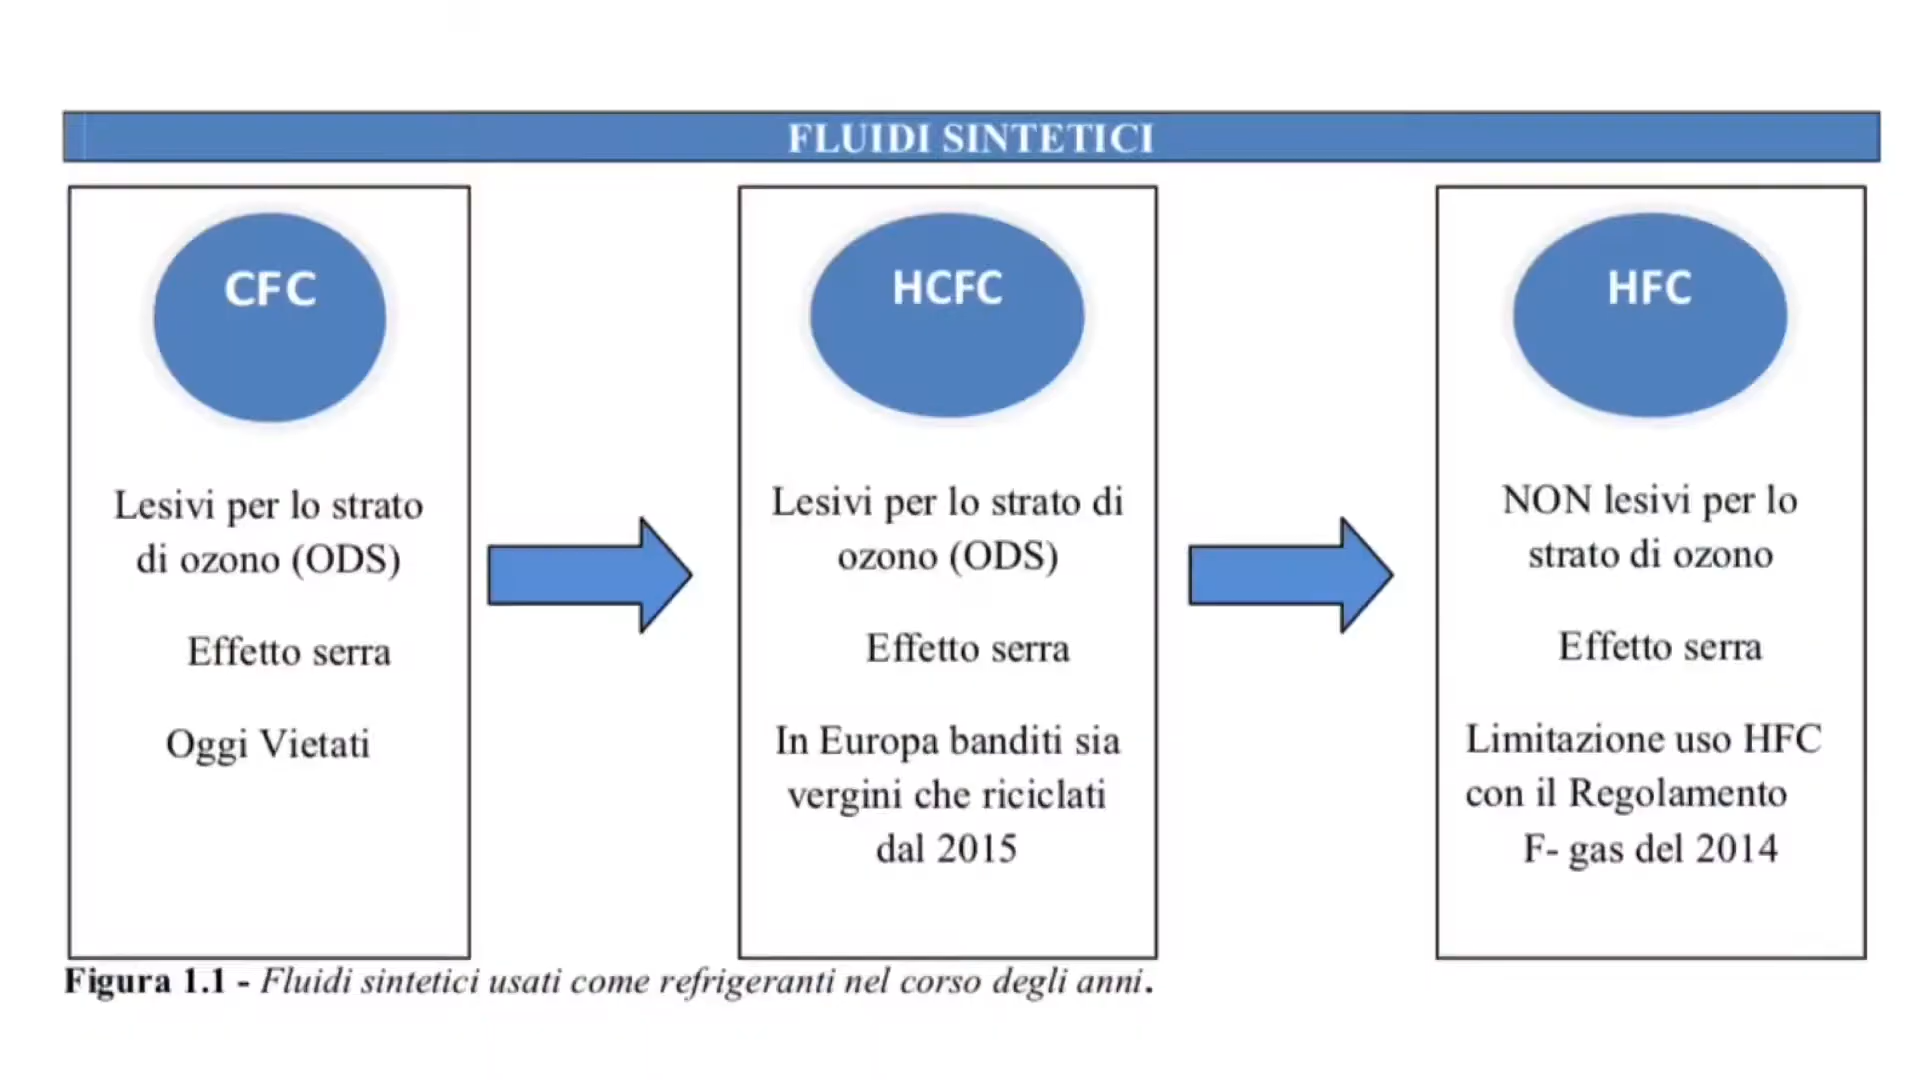 FLUIDI SINTETICI
CFC
Lesivi per lo strato
di ozono (ODS)
Effetto serra
Oggi Vietati
HCFC
Lesivi per lo strato di
ozono (ODS)
Effetto serra
In Europa banditi sia
vergini che riciclati
dal 2015
HFC
NON lesivi per lo
strato di ozono
Effetto serra
Limitazione uso HFC
con il Regolamento
F- gas del 2014
Figura 1.1 - Fluidi sintetici usati come refrigeranti nel corso degli anni.